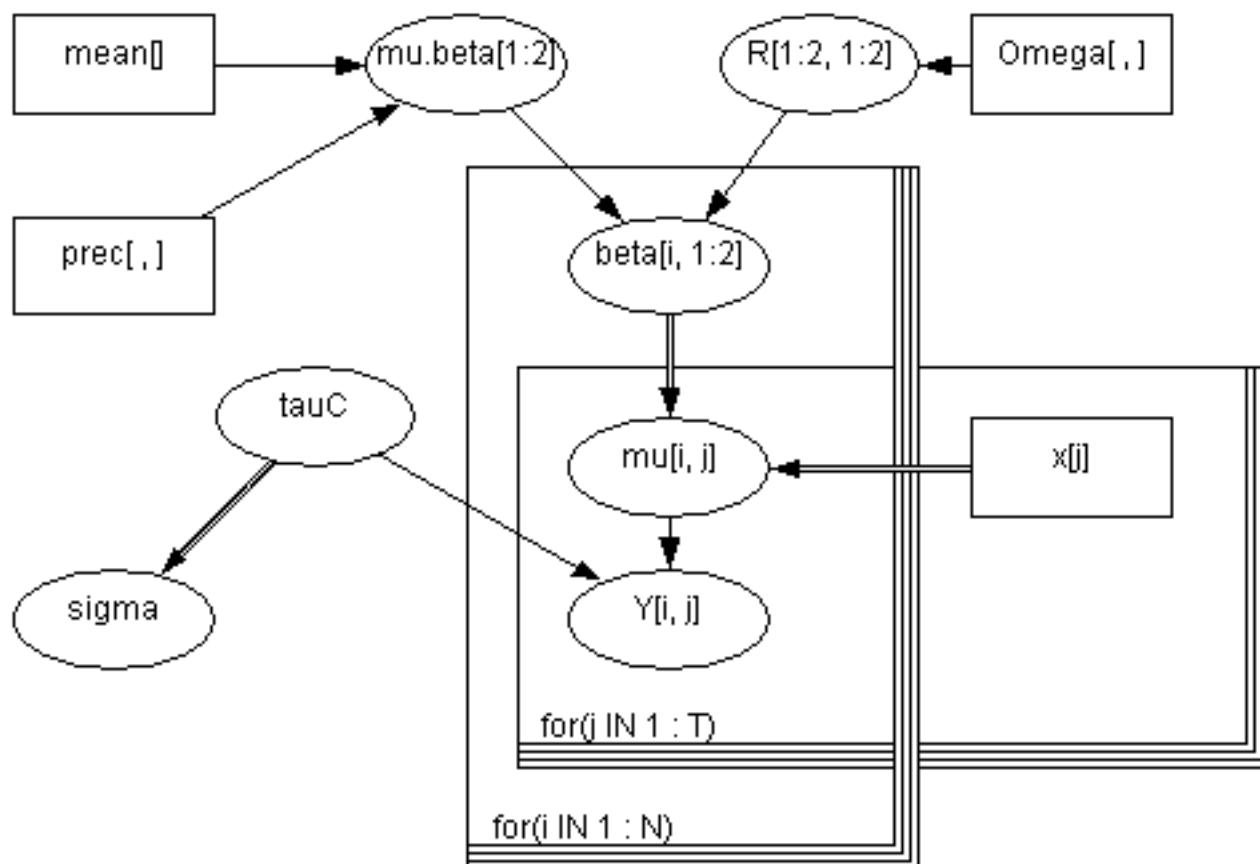 mean[]
mu.beta[1:2]
R[1:2, 1:2]
Omega[ , ]
prec[ , ]
beta[i, 1:2]
tauC
mu[i, j]
x[j]
sigma
Y[i, j]
for(j IN 1 : T)
for(i IN 1 : N)